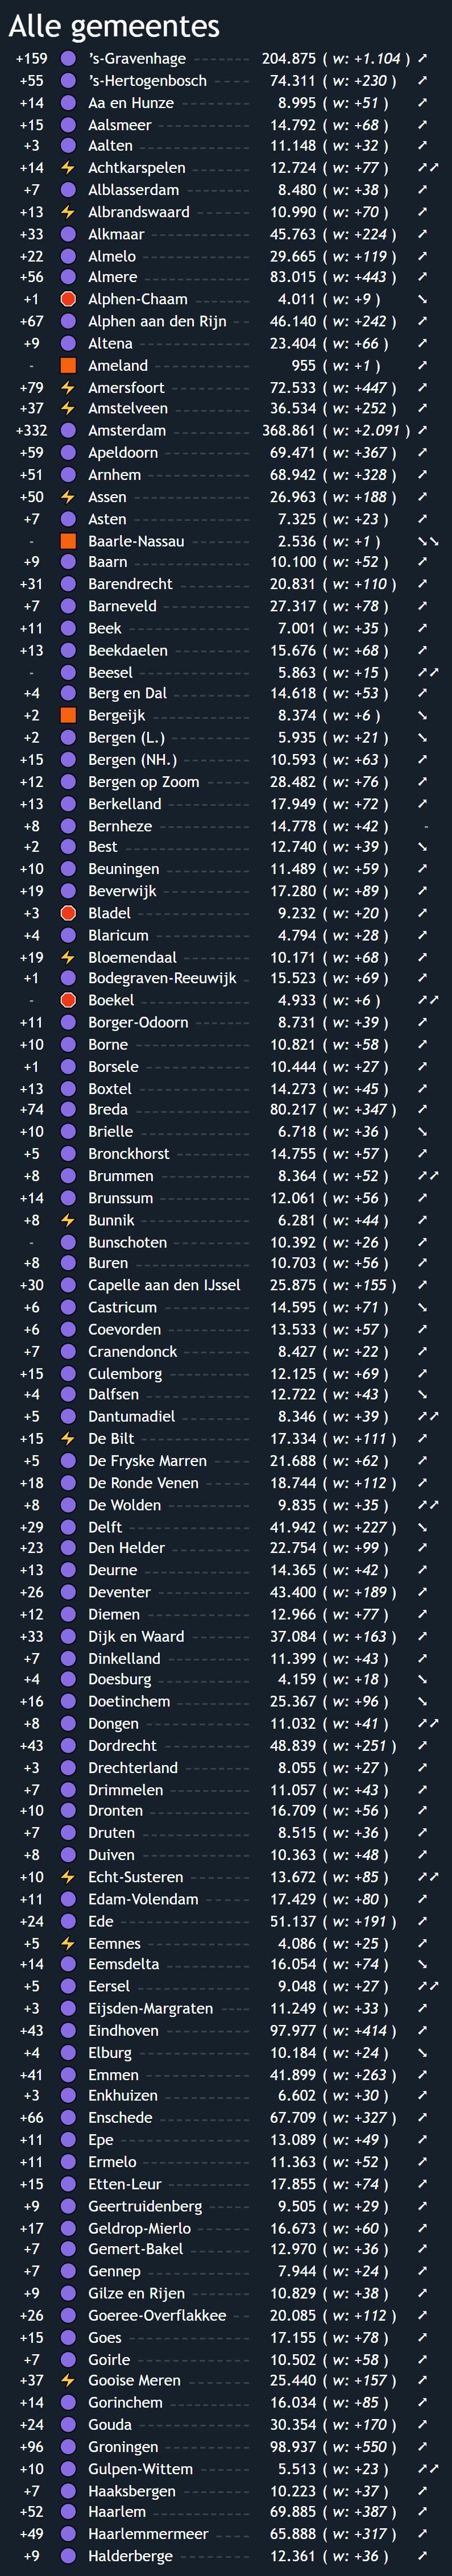 Alle gemeentes
+159 's-Gravenhage 204.875 ( w: +1.104 )
+55 's-Hertogenbosch 74.311 ( w: +230 )
+14 Aa en Hunze 8.995 ( w: +51 )
+15 Aalsmeer 14.792 ( w: +68 )
+3 Aalten 11.148 ( w: +32 )
+14 Achtkarspelen 12.724 ( w: +77 )
+7 Alblasserdam 8.480 ( w: +38 )
+13 Albrandswaard 10.990 ( w: +70 )
+33 Alkmaar 45.763 ( w: +224 )
+22 Almelo 29.665 ( w: +119 )
+56 Almere 83.015 ( w: +443 )
+1 Alphen-Chaam 4.011 ( w: +9 )
+67 Alphen aan den Rijn 46.140 ( w: +242 )
+9 Altena 23.404 ( w: +66 )
- Ameland 955 ( w: +1 )
+79 Amersfoort 72.533 ( w: +447 )
+37 Amstelveen 36.534 ( w: +252 )
+332 Amsterdam 368.861 ( w: +2.091 )
+59 Apeldoorn 69.471 ( w: +367 )
+51 Arnhem 68.942 ( w: +328 )
+50 Assen 26.963 ( w: +188 )
+7 Asten 7.325 ( w: +23 )
- Baarle-Nassau 2.536 ( w: +1 )
+9 Baarn 10.100 ( w: +52 )
+31 Barendrecht 20.831 ( w: +110 )
+7 Barneveld 27.317 ( w: +78 )
+11 Beek 7.001 ( w: +35 )
+13 Beekdaelen 15.676 ( w: +68 )
- Beesel 5.863 ( w: +15 )
+4 Berg en Dal 14.618 ( w: +53 )
+2 Bergeijk 8.374 ( w: +6 )
+2 Bergen (L.) 5.935 ( w: +21 )
+15 Bergen (NH.) 10.593 ( w: +63 )
+12 Bergen op Zoom 28.482 ( w: +76 )
+13 Berkelland 17.949 ( w: +72 )
+8 Bernheze 14.778 ( w: +42 ) -
+2 Best 12.740 ( w: +39 )
+10 Beuningen 11.489 ( w: +59 )
+19 Beverwijk 17.280 ( w: +89 )
+3 Bladel 9.232 ( w: +20 )
+4 Blaricum 4.794 ( w: +28 )
+19 Bloemendaal 10.171 ( w: +68 )
+1 Bodegraven-Reeuwijk 15.523 ( w: +69 )
- Boekel 4.933 ( w: +6 )
+11 Borger-Odoorn 8.731 ( w: +39 )
+10 Borne 10.821 ( w: +58 )
+1 Borsele 10.444 ( w: +27 )
+13 Boxtel 14.273 ( w: +45 )
+74 Breda 80.217 ( w: +347 )
+10 Brielle 6.718 ( w: +36 )
+5 Bronckhorst 14.755 ( w: +57 )
+8 Brummen 8.364 ( w: +52 )
+14 Brunssum 12.061 ( w: +56 )
+8 Bunnik 6.281 ( w: +44 )
- Bunschoten 10.392 ( w: +26 )
+8 Buren 10.703 ( w: +56 )
+30 Capelle aan den IJssel 25.875 ( w: +155 )
+6 Castricum 14.595 ( w: +71 )
+6 Coevorden 13.533 ( w: +57 )
+7 Cranendonck 8.427 ( w: +22 )
+15 Culemborg 12.125 ( w: +69 )
+4 Dalfsen 12.722 ( w: +43 )
+5 Dantumadiel 8.346 ( w: +39 )
+15 De Bilt 17.334 ( w: +111 )
+5 De Fryske Marren 21.688 ( w: +62 )
+18 De Ronde Venen 18.744 ( w: +112 )
+8 De Wolden 9.835 ( w: +35 )
+29 Delft 41.942 ( w: +227 )
+23 Den Helder 22.754 ( w: +99 )
+13 Deurne 14.365 ( w: +42 )
+26 Deventer 43.400 ( w: +189 )
+12 Diemen 12.966 ( w: +77 )
+33 Dijk en Waard 37.084 ( w: +163 )
+7 Dinkelland 11.399 ( w: +43 )
+4 Doesburg 4.159 ( w: +18 )
+16 Doetinchem 25.367 ( w: +96 )
+8 Dongen 11.032 ( w: +41 )
+43 Dordrecht 48.839 ( w: +251 )
+3 Drechterland 8.055 ( w: +27 )
+7 Drimmelen 11.057 ( w: +43 )
+10 Dronten 16.709 ( w: +56 )
+7 Druten 8.515 ( w: +36 )
+8 Duiven 10.363 ( w: +48 )
+10 Echt-Susteren 13.672 ( w: +85 )
+11 Edam-Volendam 17.429 ( w: +80 )
+24 Ede 51.137 ( w: +191 )
+5 Eemnes 4.086 ( w: +25 )
+14 Eemsdelta 16.054 ( w: +74 )
+5 Eersel 9.048 ( w: +27 )
+3 Eijsden-Margraten 11.249 ( w: +33 )
+43 Eindhoven 97.977 ( w: +414 )
+4 Elburg 10.184 ( w: +24 )
+41 Emmen 41.899 ( w: +263 )
+3 Enkhuizen 6.602 ( w: +30 )
+66 Enschede 67.709 ( w: +327 )
+11 Epe 13.089 ( w: +49 )
+11 Ermelo 11.363 ( w: +52 )
+15 Etten-Leur 17.855 ( w: +74 )
+9 Geertruidenberg 9.505 ( w: +29 )
+17 Geldrop-Mierlo 16.673 ( w: +60 )
+7 Gemert-Bakel 12.970 ( w: +36 )
+7 Gennep 7.944 ( w: +24 )
+9 Gilze en Rijen 10.829 ( w: +38 )
+26 Goeree-Overflakkee 20.085 ( w: +112 )
+15 Goes 17.155 ( w: +78 )
+7 Goirle 10.502 ( w: +58 )
+37 Gooise Meren 25.440 ( w: +157 )
+14 Gorinchem 16.034 ( w: +85 )
+24 Gouda 30.354 ( w: +170 )
+96 Groningen 98.937 ( w: +550 )
+10 Gulpen-Wittem 5.513 ( w: +23 )
+7 Haaksbergen 10.223 ( w: +37 )
+52 Haarlem 69.885 ( w: +387 )
+49 Haarlemmermeer 65.888 ( w: +317 )
+9 Halderberge 12.361 ( w: +36 )